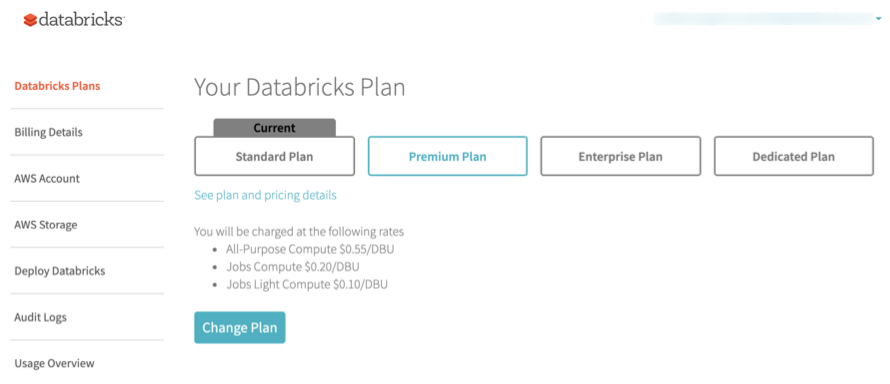 databricks
Databricks Plans
Billing Details
AWS Account
AWS Storage
Deploy Databricks
Audit Logs
Usage Overview
Your Databricks Plan
Current
Standard Plan
Premium Plan
Enterprise Plan
Dedicated Plan
See plan and pricing details
You will be charged at the following rates
• All-Purpose Compute $0.55/DBU
• Jobs Compute $0.20/DBU
• Jobs Light Compute $0.10/DBU
Change Plan